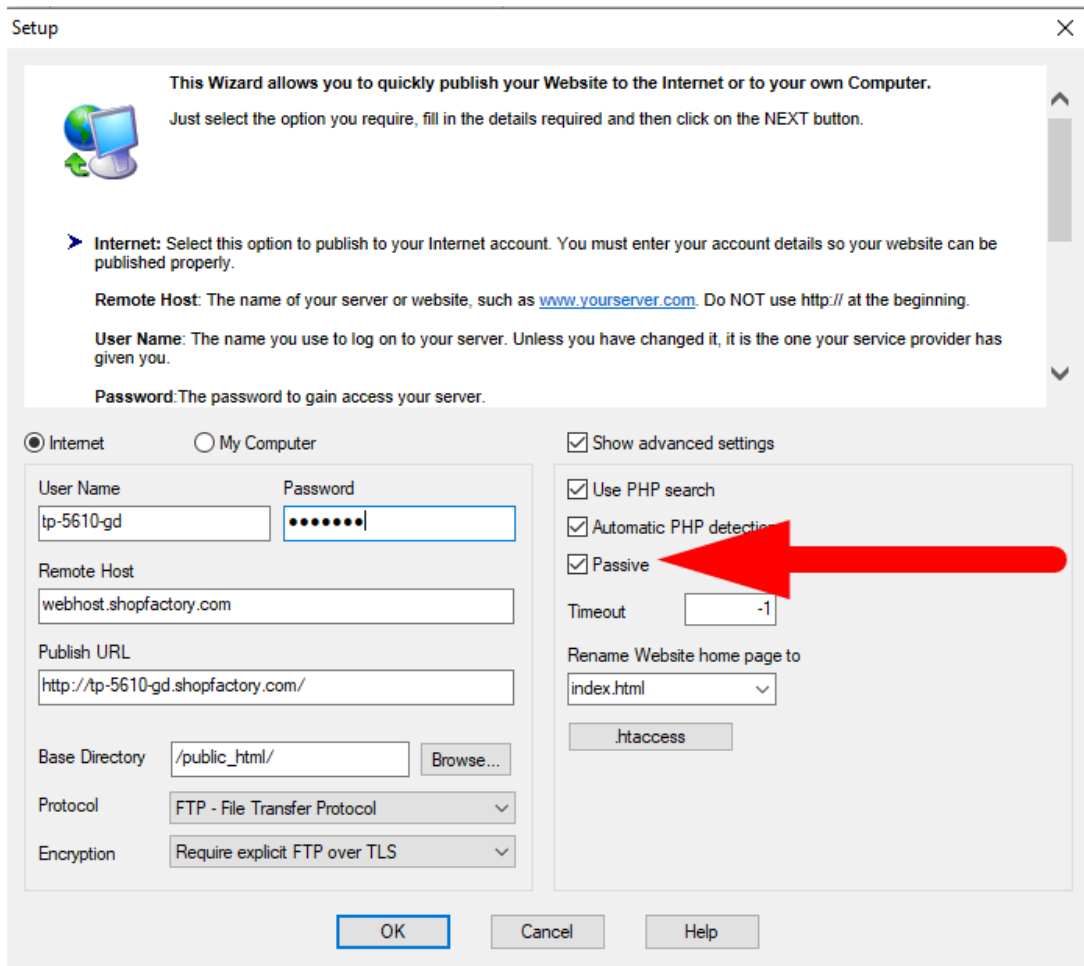 Setup
This Wizard allows you to quickly publish your Website to the Internet or to your own Computer.
Just select the option you require, fill in the details required and then click on the NEXT button.
Internet: Select this option to publish to your Internet account. You must enter your account details so your website can be
published properly.
Remote Host: The name of your server or website, such as www.yourserver.com. Do NOT use http:// at the beginning.
User Name: The name you use to log on to your server. Unless you have changed it, it is the one your service provider has
given you.
Password:The password to gain access your server.
Internet
My Computer
Show advanced settings
User Name
Password
tp-5610-gd
●●●●●●●
Remote Host
webhost.shopfactory.com
Publish URL
http://tp-5610-gd.shopfactory.com/
Base Directory
/public_html/
Browse...
Protocol
FTP - File Transfer Protocol
Encryption
Require explicit FTP over TLS
Use PHP search
Automatic PHP detection
Passive
Timeout
-1
Rename Website home page to
index.html
.htaccess
OK
Cancel
Help